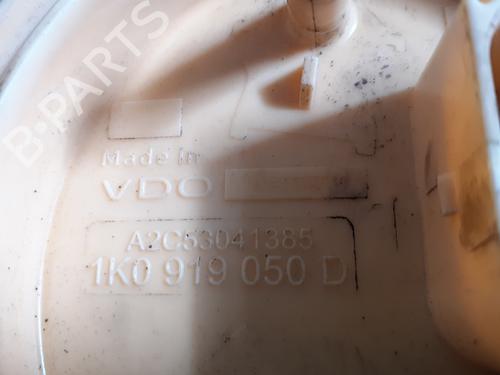 B-PARTS
Made in
VDO
A2C53041385
1K0 919 050 D